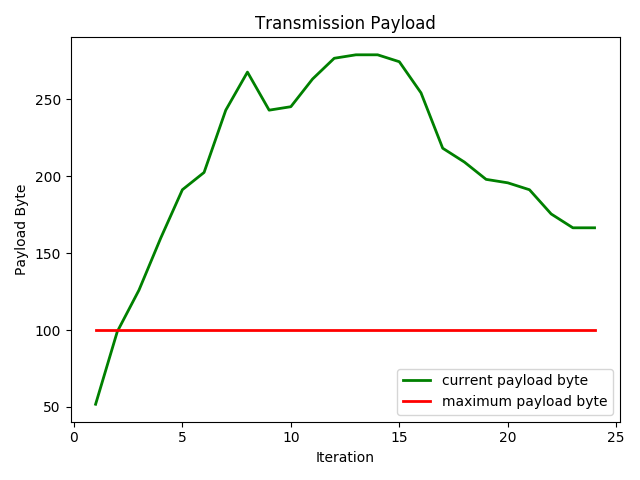 Transmission Payload
Payload Byte
250
200
150
100
50
0
5
10
15
20
25
Iteration
current payload byte
maximum payload byte